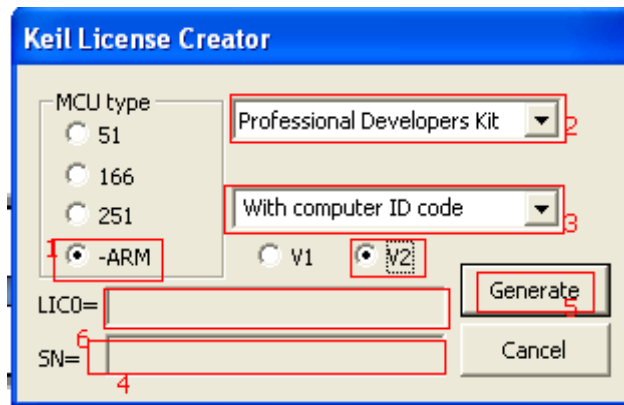 Keil License Creator
MCU type
51
166
251
-ARM
1
Professional Developers Kit
2
With computer ID code
3
V1
V2
LIC0=
6
SN=
4
Generate
5
Cancel